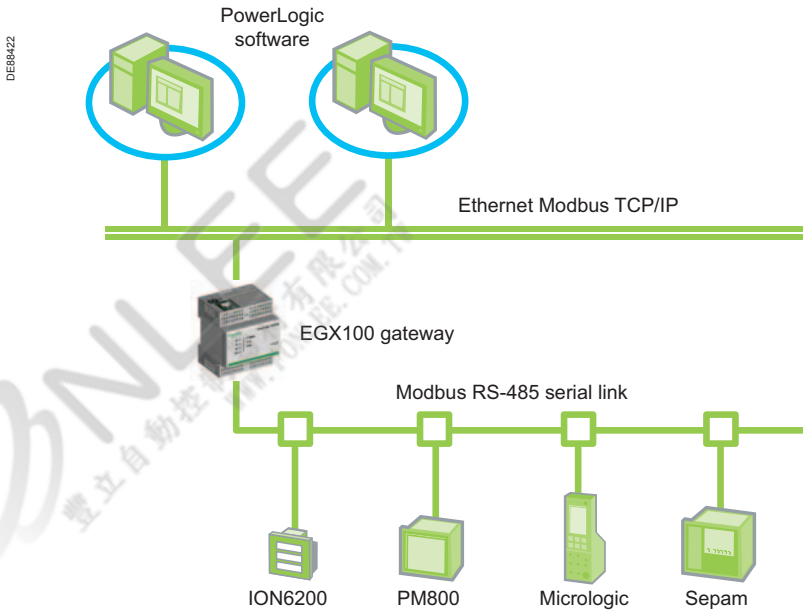 DE88422
PowerLogic
software
Ethernet Modbus TCP/IP
EGX100 gateway
Modbus RS-485 serial link
ION6200
PM800
Micrologic
Sepam